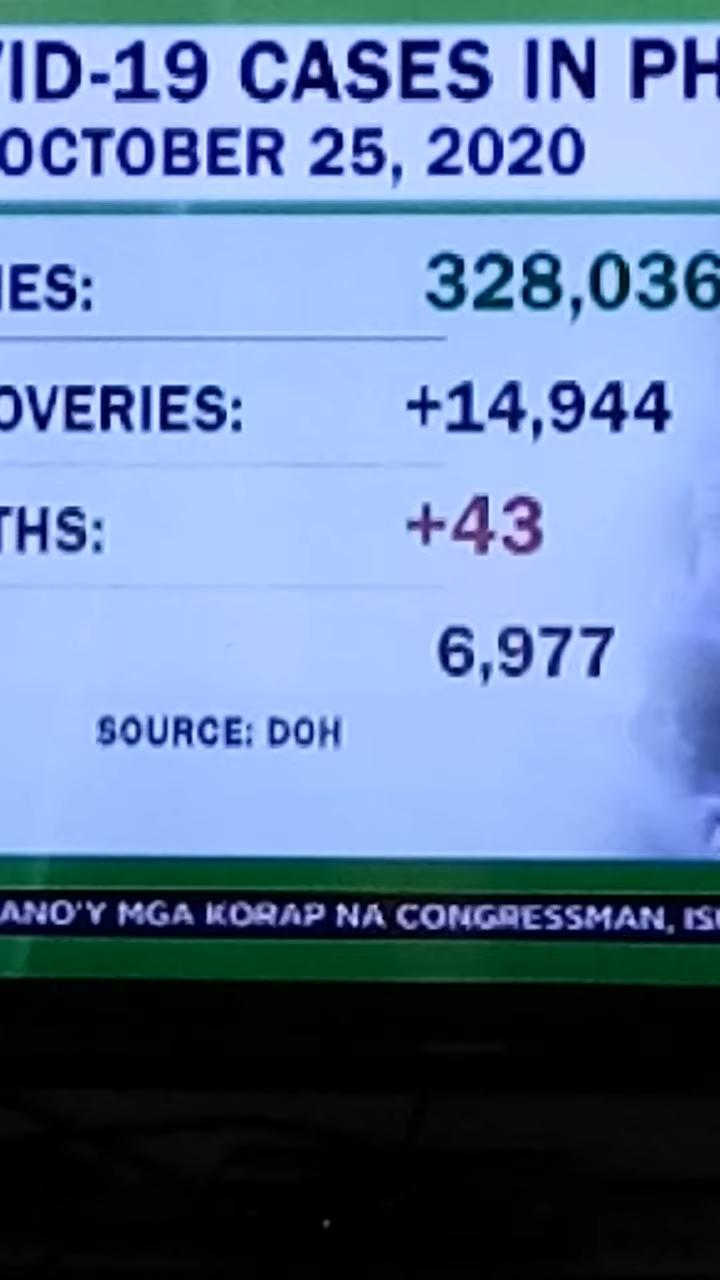 VID-19 CASES IN PH
OCTOBER 25, 2020
IES: 328,036
OVERIES: +14,944
THS: +43
6,977
SOURCE: DOH
ANO'Y MGA KORAP NA CONGRESSMAN, IS